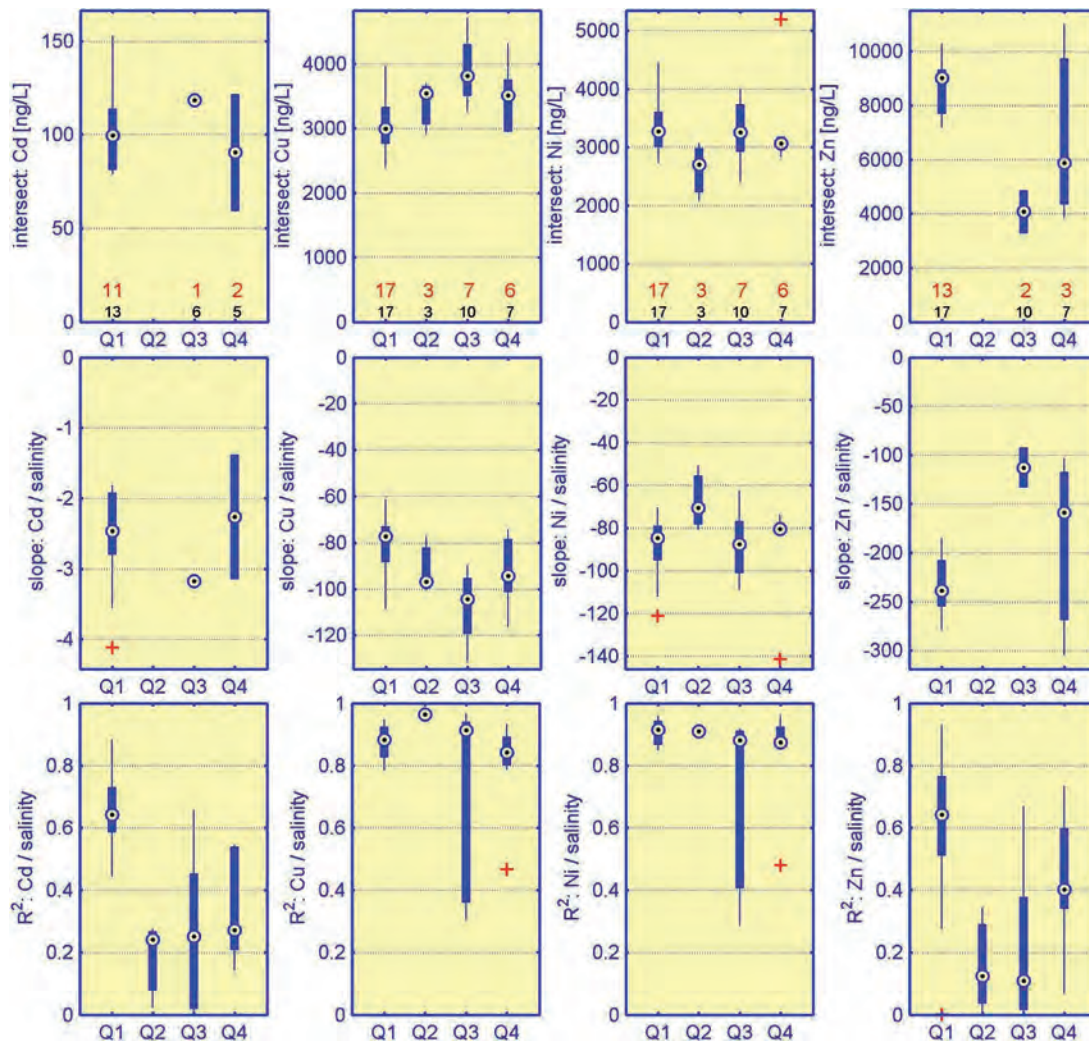 intersect: Cd [ng/L]
150
100
50
0
11 1 2
13 6 5
Q1 Q2 Q3 Q4
intersect: Cu [ng/L]
4000
3000
2000
1000
0
17 3 7 6
17 3 10 7
Q1 Q2 Q3 Q4
intersect: Ni [ng/L]
5000
4000
3000
2000
1000
0
17 3 7 6
17 3 10 7
Q1 Q2 Q3 Q4
intersect: Zn [ng/L]
10000
8000
6000
4000
2000
0
13 2 3
17 10 7
Q1 Q2 Q3 Q4
slope: Cd / salinity
0
-1
-2
-3
-4
Q1 Q2 Q3 Q4
slope: Cu / salinity
0
-20
-40
-60
-80
-100
-120
Q1 Q2 Q3 Q4
slope: Ni / salinity
0
-20
-40
-60
-80
-100
-120
-140
Q1 Q2 Q3 Q4
slope: Zn / salinity
0
-50
-100
-150
-200
-250
-300
Q1 Q2 Q3 Q4
R²: Cd / salinity
1
0.8
0.6
0.4
0.2
0
Q1 Q2 Q3 Q4
R²: Cu / salinity
1
0.8
0.6
0.4
0.2
0
Q1 Q2 Q3 Q4
R²: Ni / salinity
1
0.8
0.6
0.4
0.2
0
Q1 Q2 Q3 Q4
R²: Zn / salinity
1
0.8
0.6
0.4
0.2
0
Q1 Q2 Q3 Q4